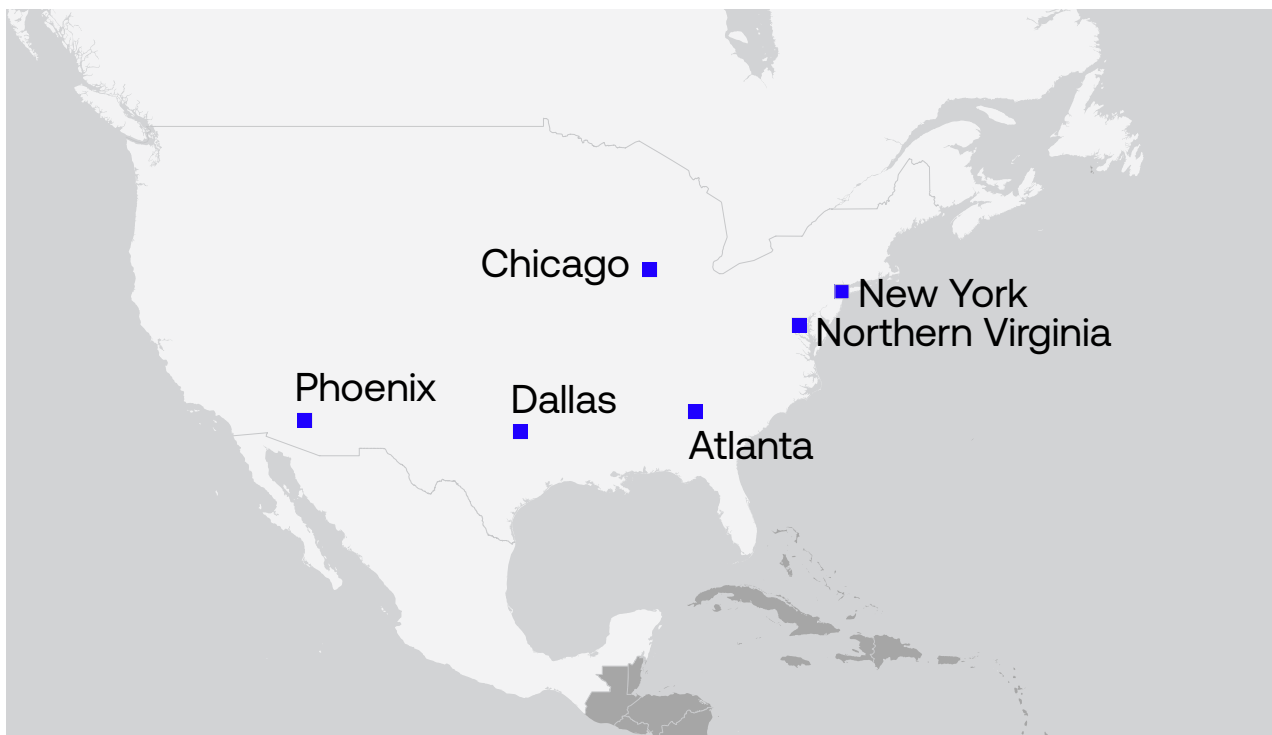 Chicago
New York
Northern Virginia
Phoenix
Dallas
Atlanta